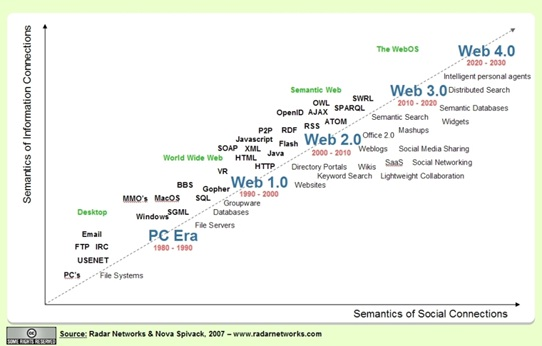 Semantics of Information Connections
The WebOS
Web 4.0
2020 - 2030
Intelligent personal agents
Semantic Web
Web 3.0
2010 - 2020
Distributed Search
SWRL
OWL
SPARQL
OpenID
AJAX
ATOM
Semantic Databases
Semantic Search
Widgets
P2P
RDF
RSS
Mashups
Office 2.0
Javascript
Flash
Web 2.0
2000 - 2010
SOAP
XML
Java
Weblogs
Social Media Sharing
World Wide Web
HTML
HTTP
Directory Portals
Wikis
SaaS
Social Networking
VR
Keyword Search
Lightweight Collaboration
BBS
Gopher
Web 1.0
1990 - 2000
Websites
MMO's
MacOS
SQL
Groupware
Desktop
Windows
SGML
Databases
File Servers
Email
PC Era
1980 - 1990
FTP
IRC
USENET
PC's
File Systems
Semantics of Social Connections
cc
SOME RIGHTS RESERVED
Source: Radar Networks & Nova Spivack, 2007 – www.radarnetworks.com